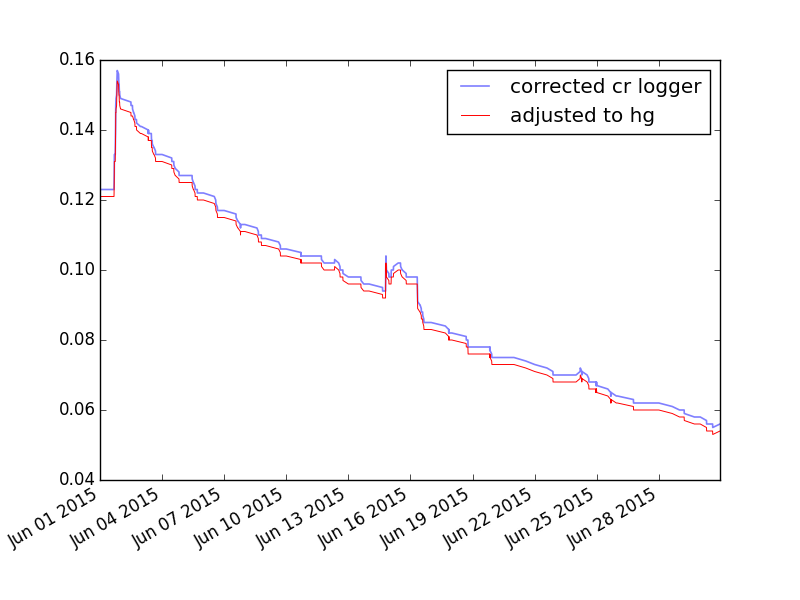 0.16
corrected cr logger
adjusted to hg
0.14
0.12
0.10
0.08
0.06
0.04
Jun 01 2015
Jun 04 2015
Jun 07 2015
Jun 10 2015
Jun 13 2015
Jun 16 2015
Jun 19 2015
Jun 22 2015
Jun 25 2015
Jun 28 2015